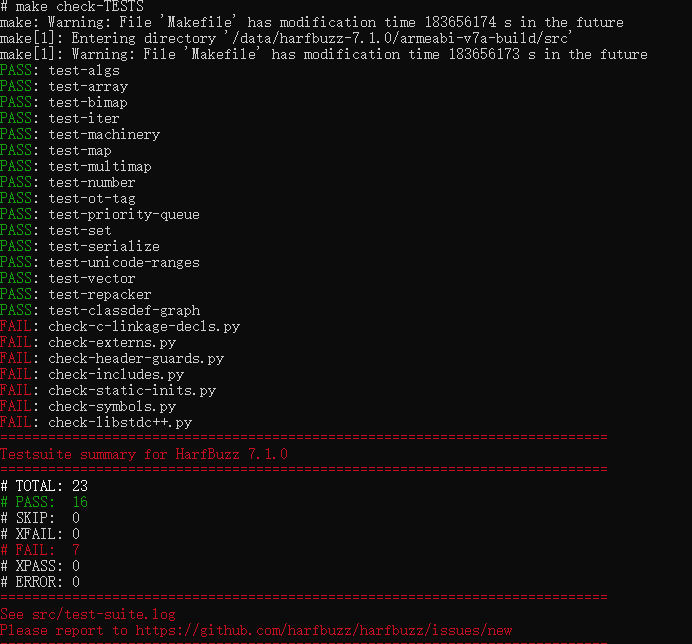 # make check-TESTS
make: Warning: File 'Makefile' has modification time 183656174 s in the future
make[1]: Entering directory '/data/harfbuzz-7.1.0/armeabi-v7a-build/src'
make[1]: Warning: File 'Makefile' has modification time 183656173 s in the future
PASS: test-algs
PASS: test-array
PASS: test-bimap
PASS: test-iter
PASS: test-machinery
PASS: test-map
PASS: test-multimap
PASS: test-number
PASS: test-ot-tag
PASS: test-priority-queue
PASS: test-set
PASS: test-serialize
PASS: test-unicode-ranges
PASS: test-vector
PASS: test-repacker
PASS: test-classdef-graph
FAIL: check-c-linkage-decls.py
FAIL: check-externs.py
FAIL: check-header-guards.py
FAIL: check-includes.py
FAIL: check-static-inits.py
FAIL: check-symbols.py
FAIL: check-libstdc++.py
============================================================================
Testsuite summary for HarfBuzz 7.1.0
============================================================================
# TOTAL: 23
# PASS:  16
# SKIP:  0
# XFAIL: 0
# FAIL:  7
# XPASS: 0
# ERROR: 0
============================================================================
See src/test-suite.log
Please report to https://github.com/harfbuzz/harfbuzz/issues/new
============================================================================